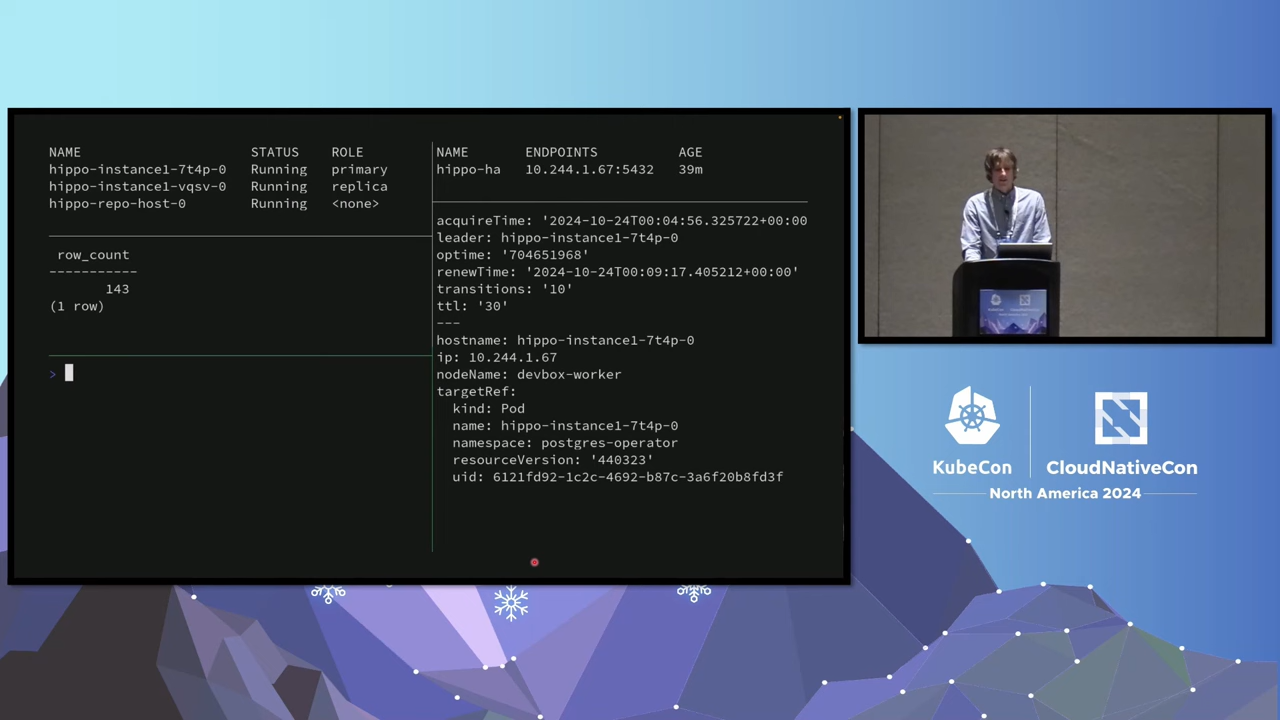 NAME STATUS ROLE
hippo-instance1-7t4p-0 Running primary
hippo-instance1-vqsv-0 Running replica
hippo-repo-host-0 Running <none>
row_count
-----------
143
(1 row)
>
NAME ENDPOINTS AGE
hippo-ha 10.244.1.67:5432 39m
acquireTime: '2024-10-24T00:04:56.325722+00:00
leader: hippo-instance1-7t4p-0
optime: '704651968'
renewTime: '2024-10-24T00:09:17.405212+00:00'
transitions: '10'
ttl: '30'
---
hostname: hippo-instance1-7t4p-0
ip: 10.244.1.67
nodeName: devbox-worker
targetRef:
kind: Pod
name: hippo-instance1-7t4p-0
namespace: postgres-operator
resourceVersion: '440323'
uid: 6121fd92-1c2c-4692-b87c-3a6f20b8fd3f
KubeCon CloudNativeCon
North America 2024